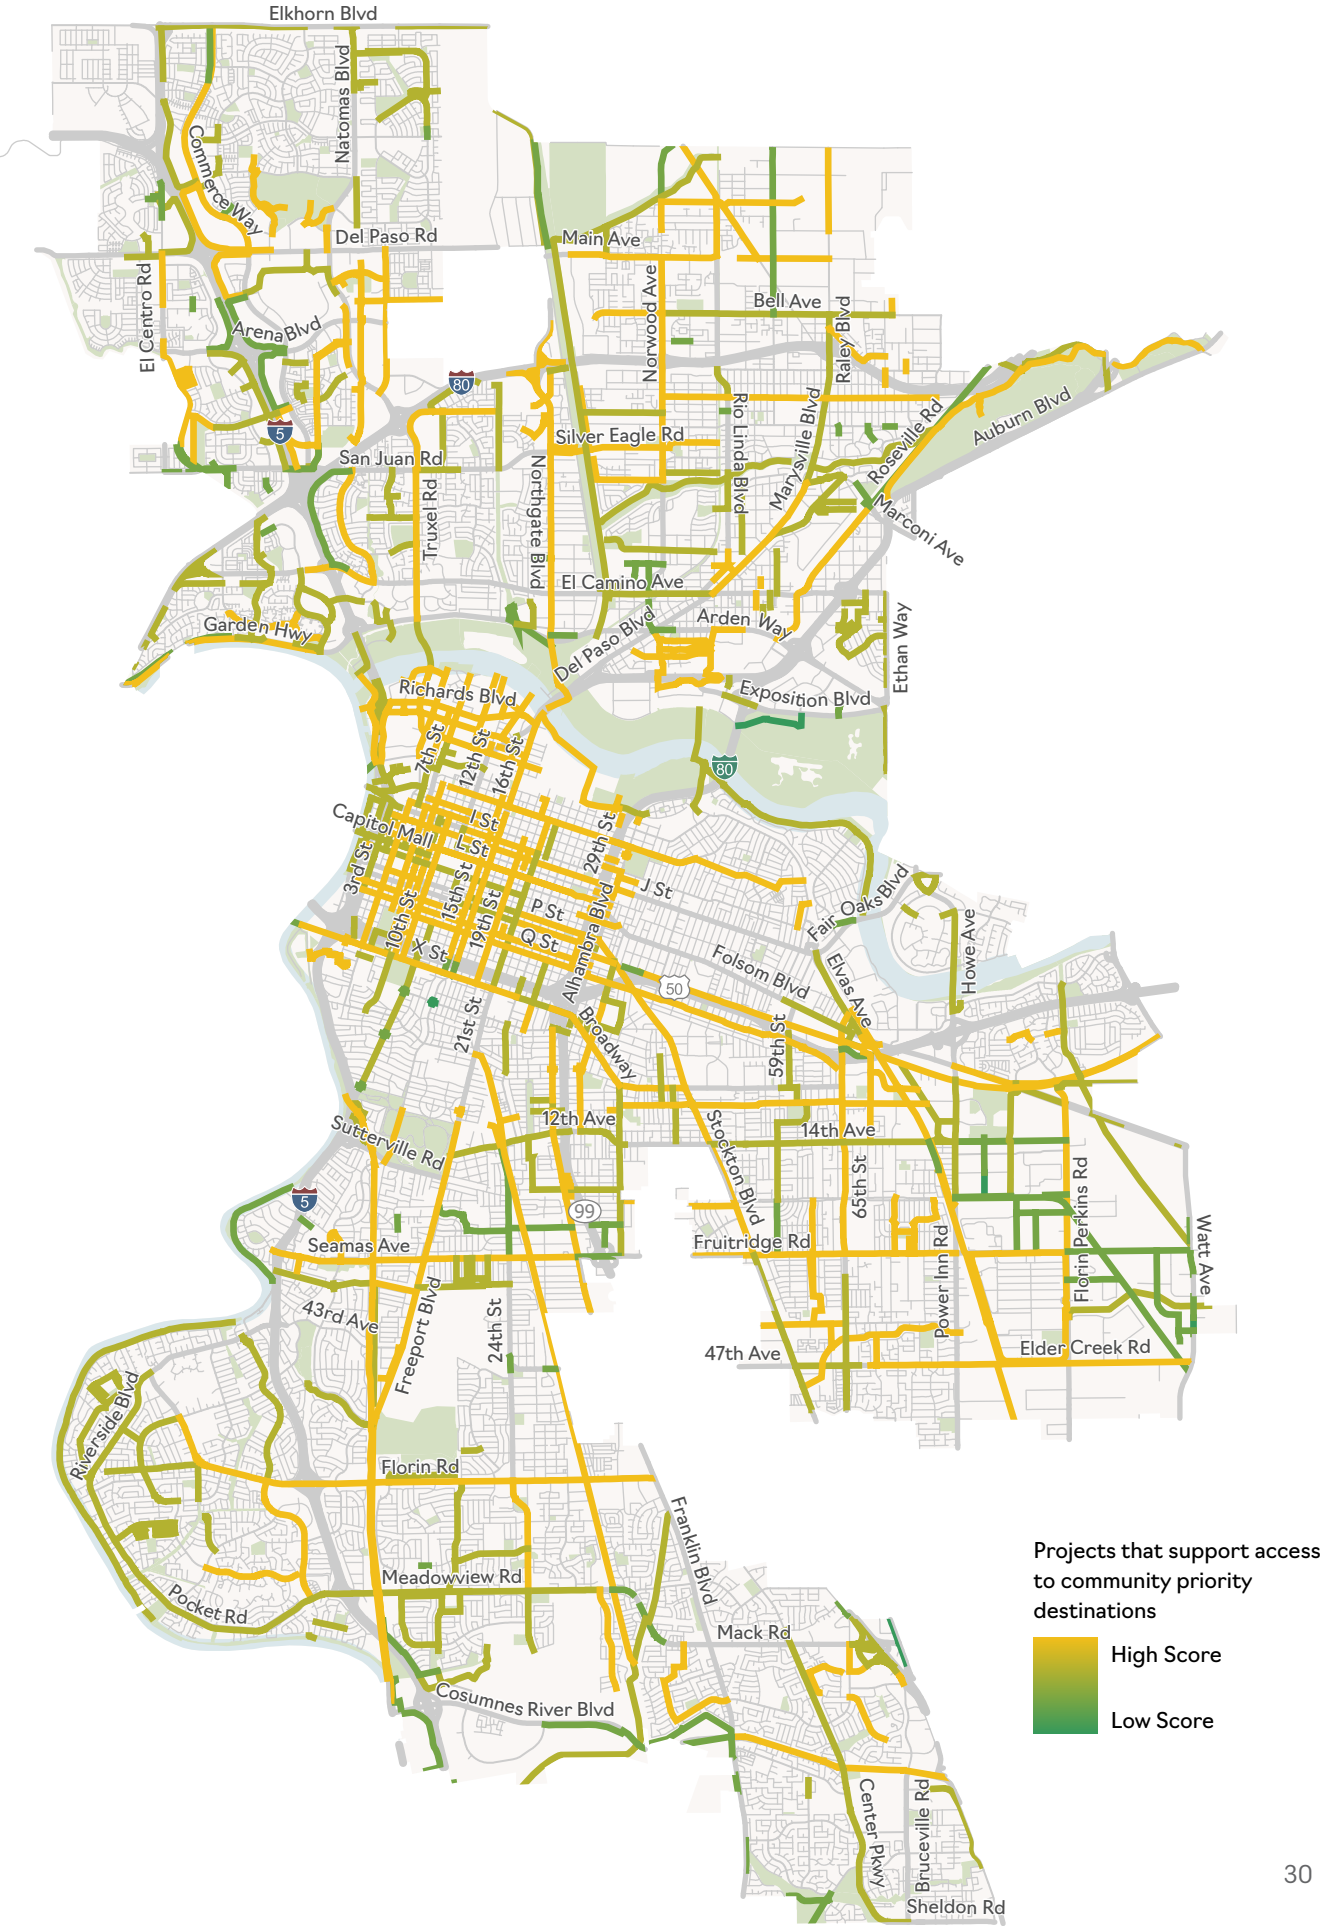 Elkhorn Blvd
Natomas Blvd
Commerce Way
Del Paso Rd
Main Ave
El Centro Rd
Norwood Ave
Bell Ave
Raley Blvd
Arena Blvd
80
Auburn Blvd
Rio Linda Blvd
Marysville Blvd
Roseville Rd
5
Silver Eagle Rd
San Juan Rd
Truxel Rd
Northgate Blvd
Marconi Ave
El Camino Ave
Garden Hwy
Del Paso Blvd
Arden Way
Ethan Way
Richards Blvd
Exposition Blvd
7th St
12th St
16th St
80
Capitol Mall
I St
L St
29th St
3rd St
J St
10th St
15th St
19th St
P St
Q St
Alhambra Blvd
Fair Oaks Blvd
Howe Ave
X St
Folsom Blvd
Elvas Ave
50
21st St
Broadway
59th St
12th Ave
Sutterville Rd
Stockton Blvd
14th Ave
65th St
Florin Perkins Rd
5
99
Seamas Ave
Fruitridge Rd
Power Inn Rd
Watt Ave
43rd Ave
Freeport Blvd
24th St
47th Ave
Elder Creek Rd
Riverside Blvd
Florin Rd
Franklin Blvd
Meadowview Rd
Pocket Rd
Mack Rd
Cosumnes River Blvd
Center Pkwy
Bruceville Rd
Sheldon Rd
Projects that support access
to community priority
destinations
High Score
Low Score
30